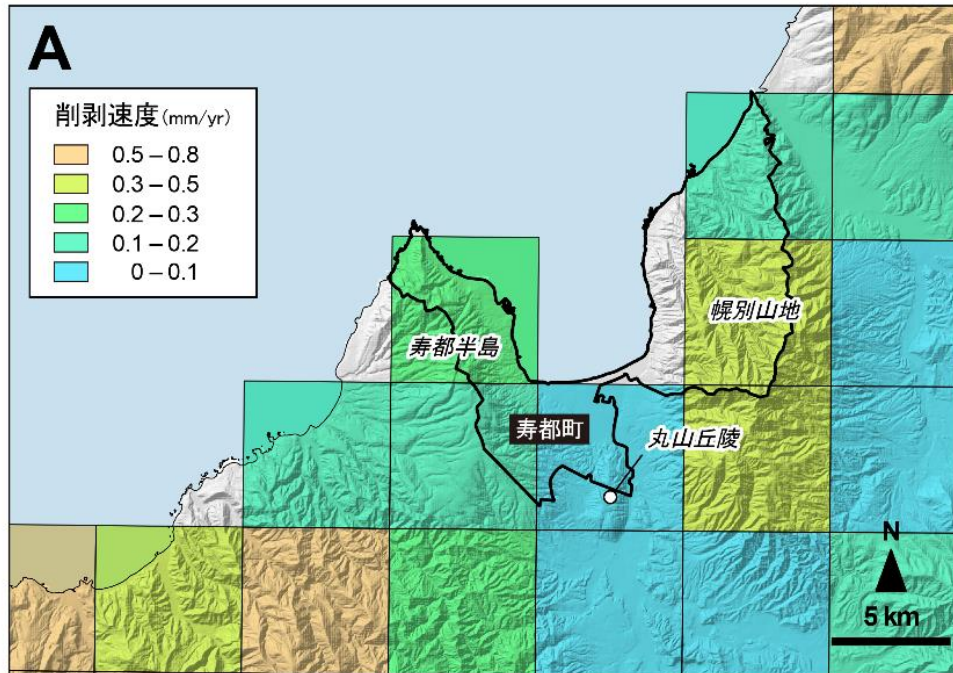 A
削剥速度(mm/yr)
0.5 – 0.8
0.3 – 0.5
0.2 – 0.3
0.1 – 0.2
0 – 0.1
幌別山地
寿都半島
寿都町
丸山丘陵
N
5 km